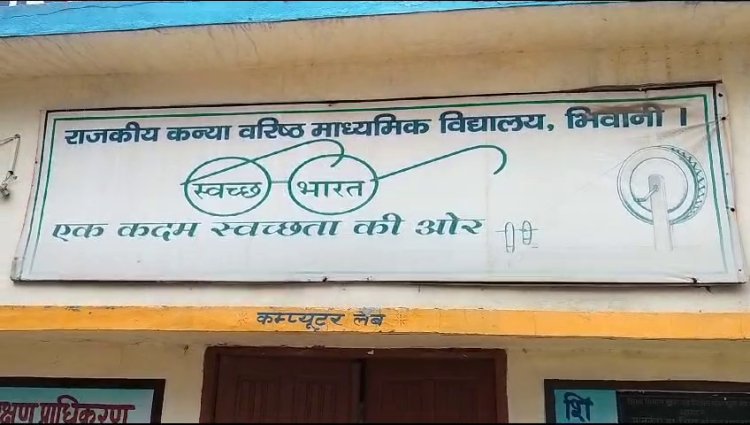 राजकीय कन्या वरिष्ठ माध्यमिक विद्यालय, भिवानी ।
स्वच्छ भारत
एक कदम स्वच्छता की ओर
कम्प्यूटर लैब
क्षण प्राधिकरण
शि